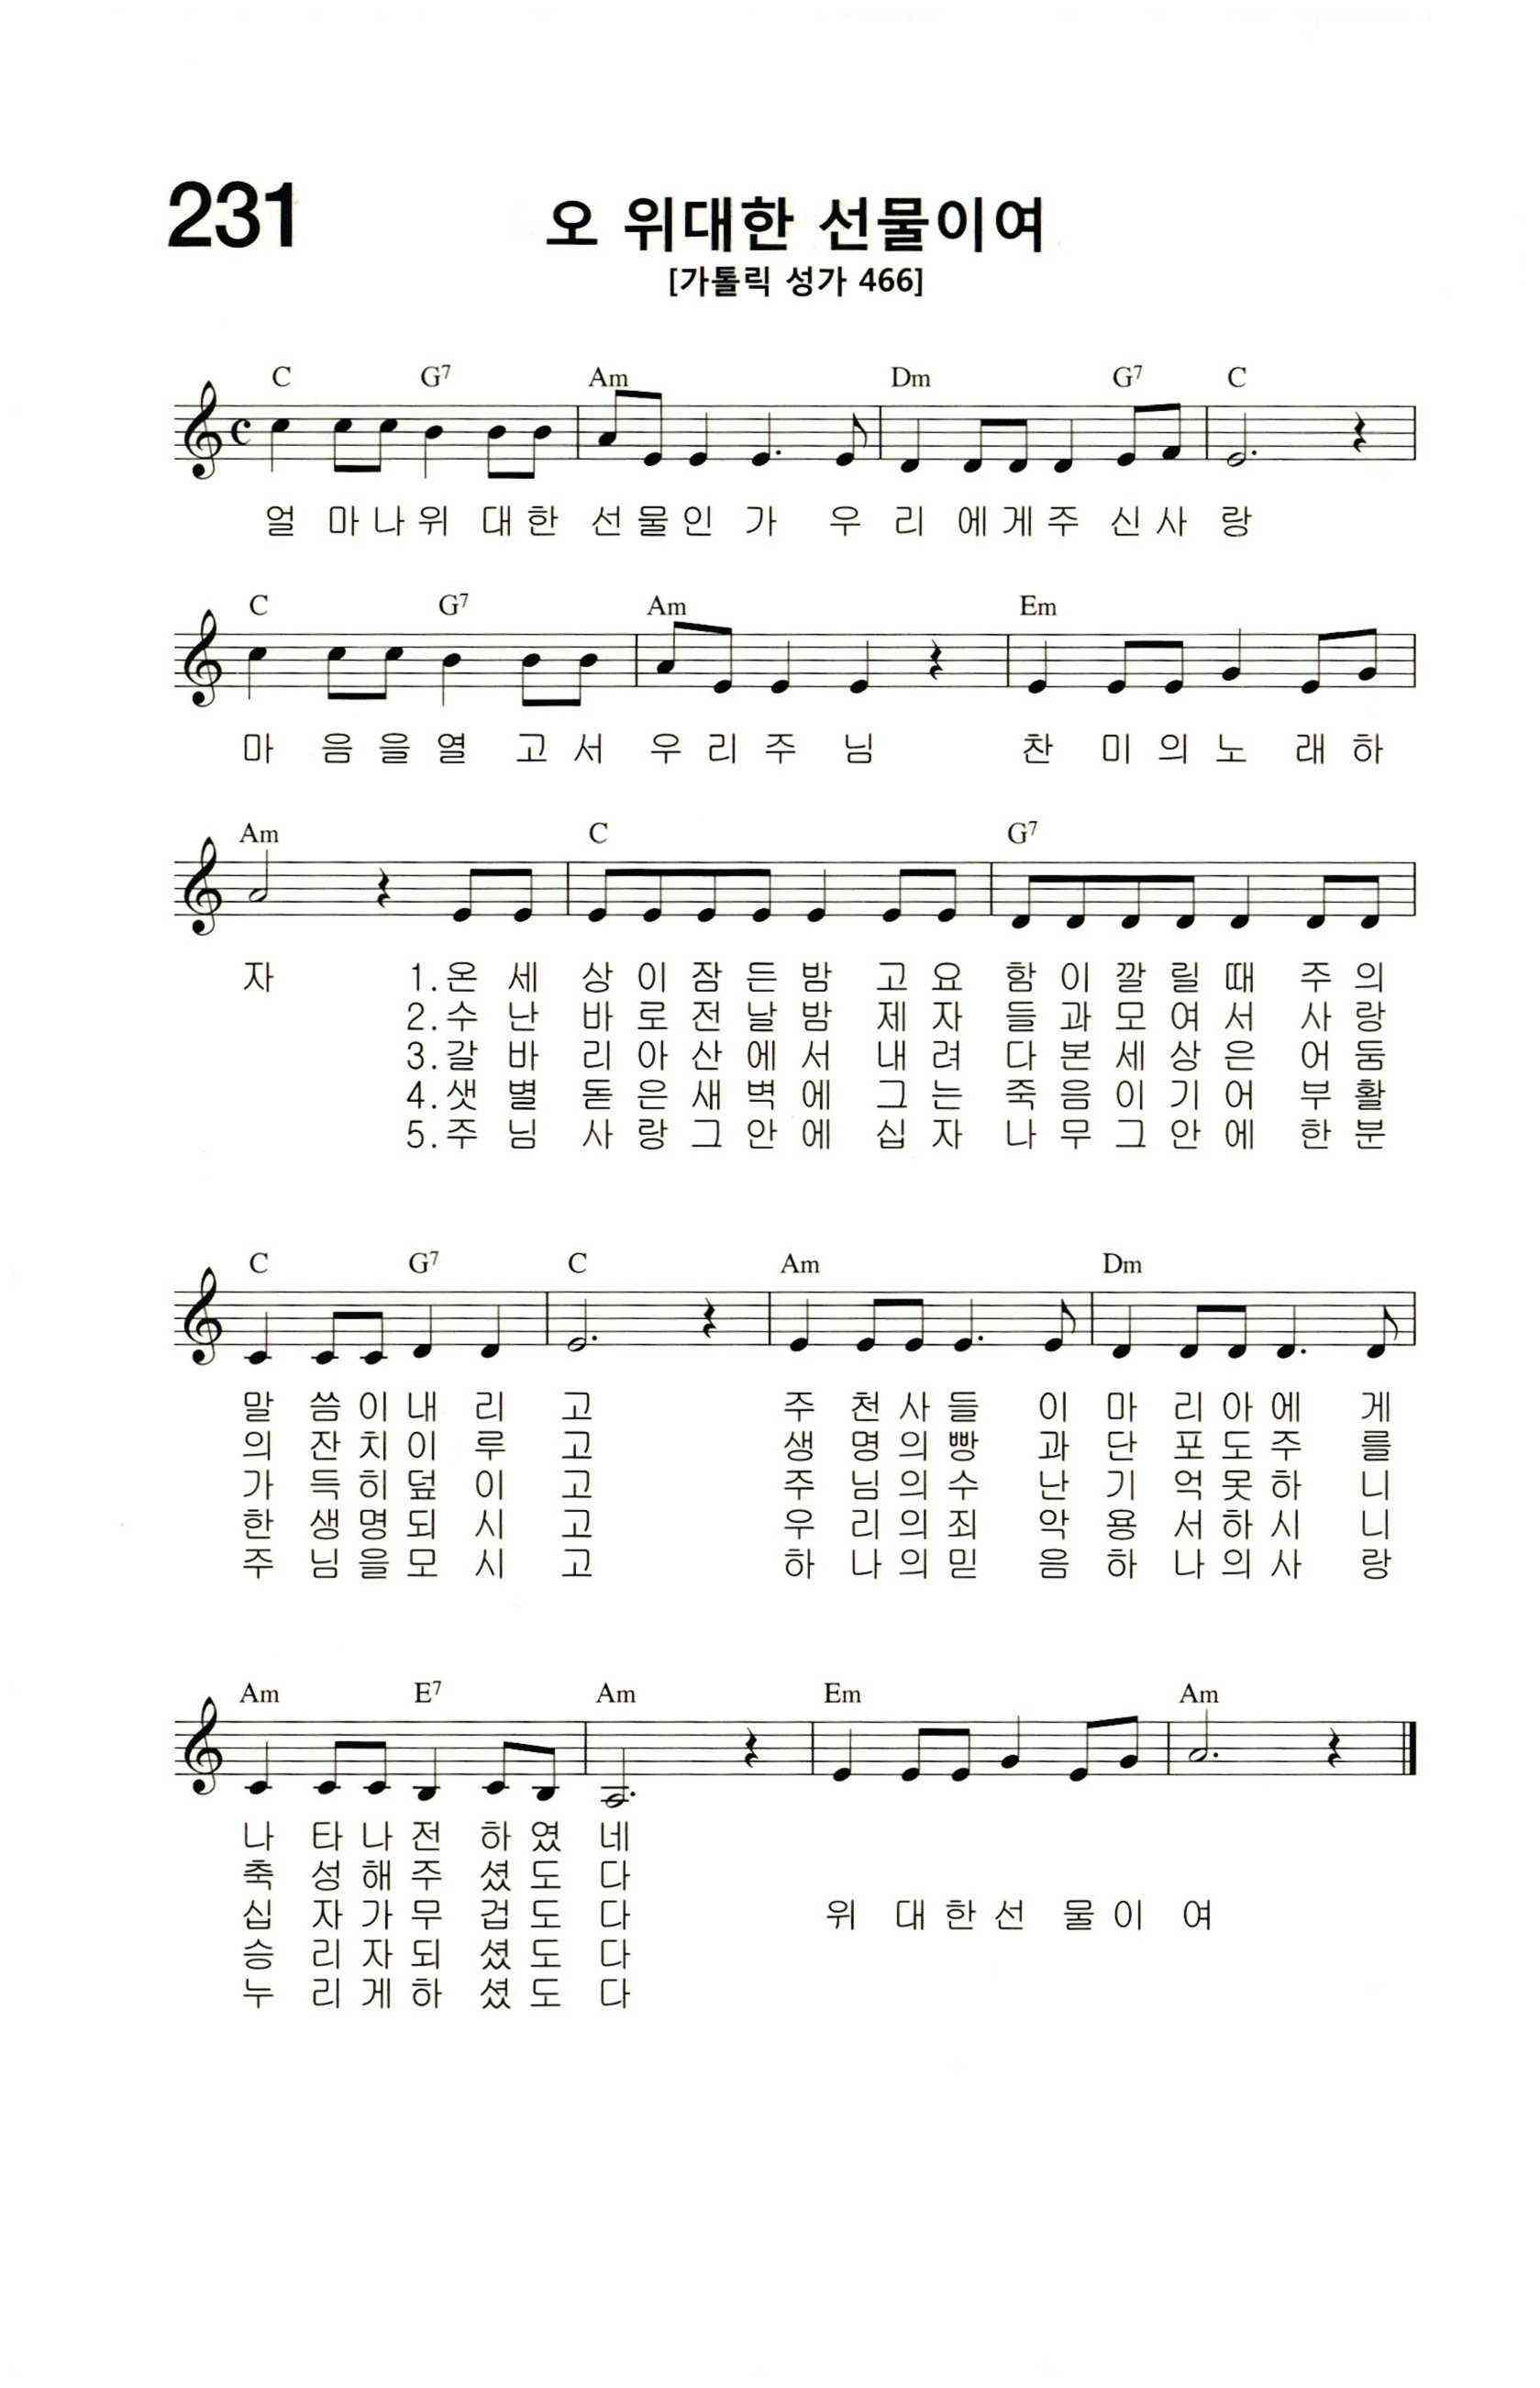 231
오 위대한 선물이여
[가톨릭 성가 466]
C G7 Am Dm G7 C
얼 마나위 대한 선물인 가 우 리 에게주 신사 랑
C G7 Am Em
마 음을열 고서 우리주 님 찬 미의노 래하
Am C G7
자 1.온 세 상이잠든밤 고요 함이깔릴때 주의
2.수 난 바로전날밤 제자 들과모여서 사랑
3.갈 바 리아산에서 내려 다본세상은 어둠
4.샛 별 돋은새벽에 그는 죽음이기어 부활
5.주 님 사랑그안에 십자 나무그안에 한분
C G7 C Am Dm
말 씀이내 리 고 주 천사들 이 마 리아에 게
의 잔치이 루 고 생 명의빵 과 단 포도주 를
가 득히덮 이 고 주 님의수 난 기 억못하 니
한 생명되 시 고 우 리의죄 악 용 서하시 니
주 님을모 시 고 하 나의믿 음 하 나의사 랑
Am E7 Am Em Am
나 타나전 하였 네
축 성해주 셨도 다
십 자가무 겁도 다 위 대한선 물이 여
승 리자되 셨도 다
누 리게하 셨도 다